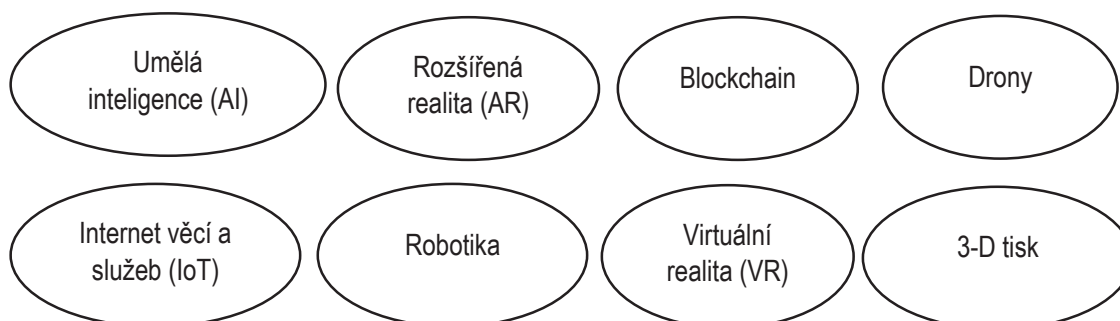 Umělá
inteligence (AI)
Rozšířená
realita (AR)
Blockchain
Drony
Internet věcí a
služeb (IoT)
Robotika
Virtuální
realita (VR)
3-D tisk